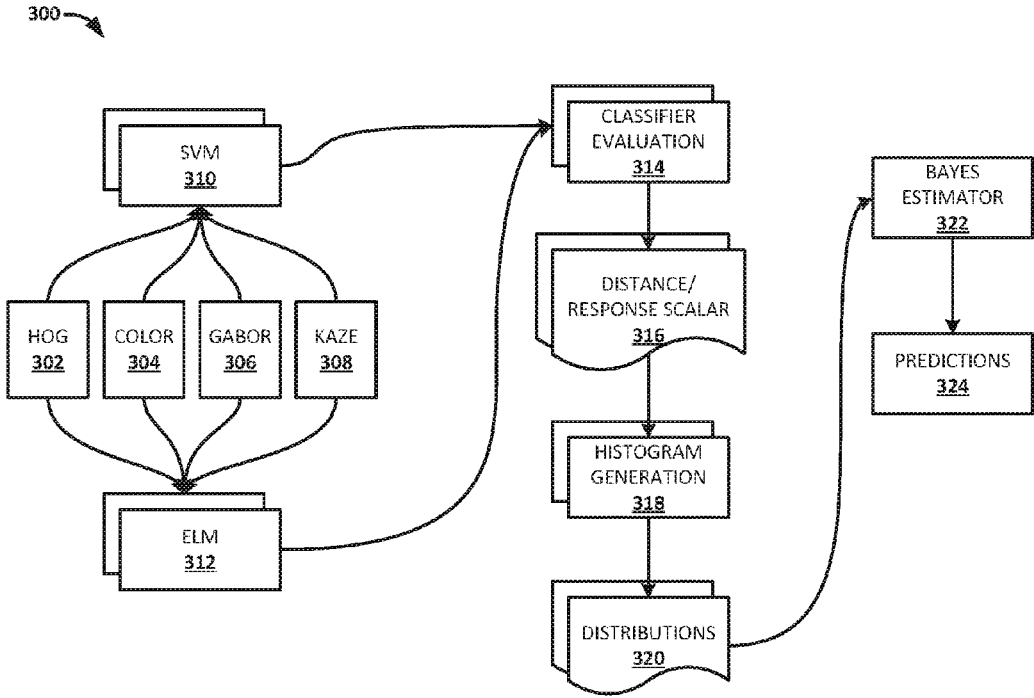 300
SVM
310
HOG
302
COLOR
304
GABOR
306
KAZE
308
ELM
312
CLASSIFIER
EVALUATION
314
DISTANCE/
RESPONSE SCALAR
316
HISTOGRAM
GENERATION
318
DISTRIBUTIONS
320
BAYES
ESTIMATOR
322
PREDICTIONS
324